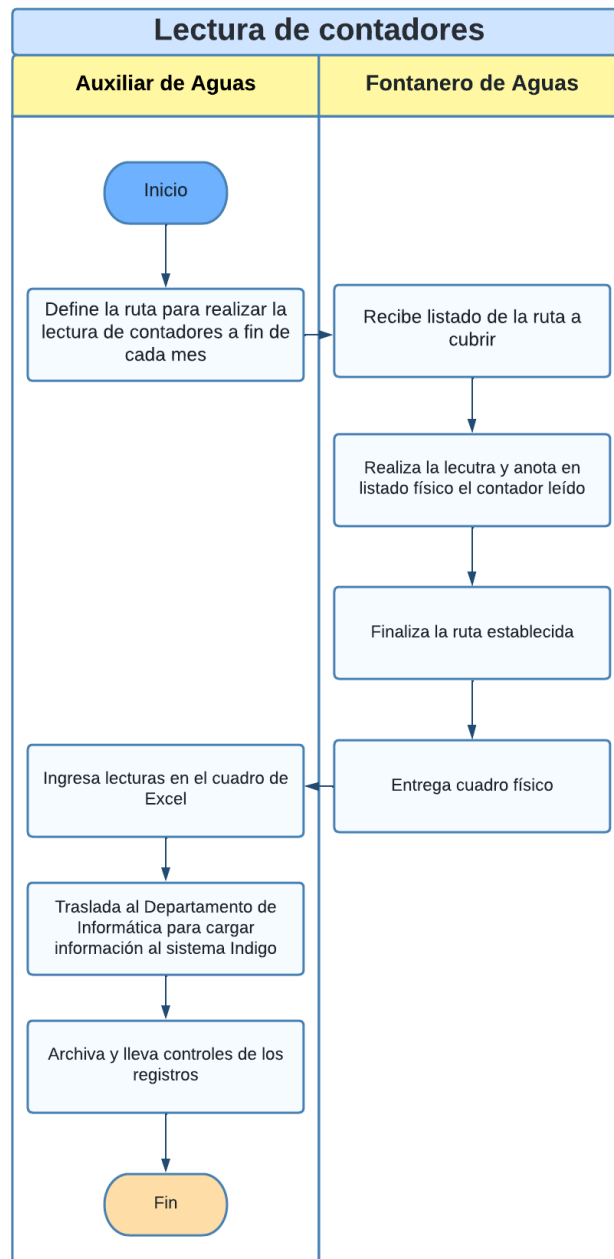 Lectura de contadores
Auxiliar de Aguas
Fontanero de Aguas
Inicio
Define la ruta para realizar la
lectura de contadores a fin de
cada mes
Recibe listado de la ruta a
cubrir
Realiza la lecutra y anota en
listado físico el contador leído
Finaliza la ruta establecida
Entrega cuadro físico
Ingresa lecturas en el cuadro de
Excel
Traslada al Departamento de
Informática para cargar
información al sistema Indigo
Archiva y lleva controles de los
registros
Fin